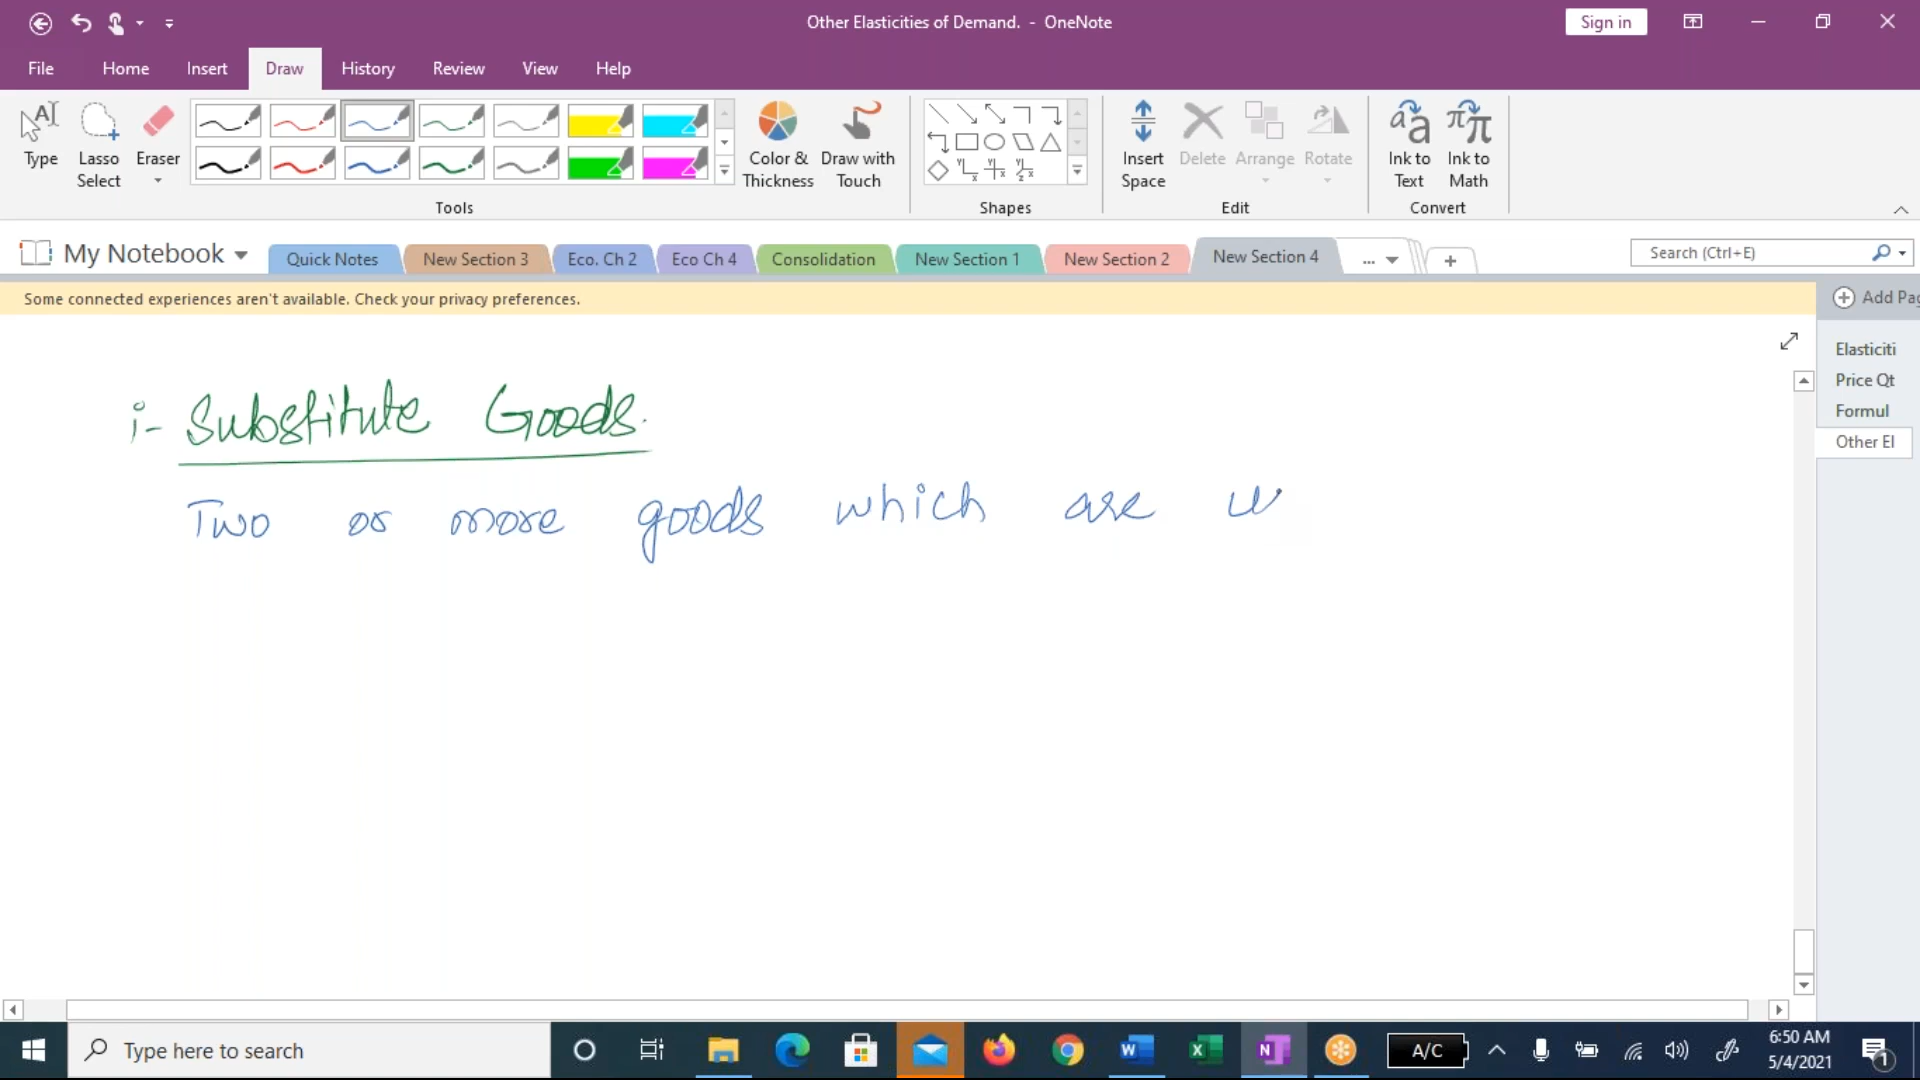 Other Elasticities of Demand. - OneNote
Sign in
File Home Insert Draw History Review View Help
Type Lasso Select Eraser Color & Thickness Draw with Touch Insert Space Delete Arrange Rotate Ink to Text Ink to Math
Tools Shapes Edit Convert
My Notebook Quick Notes New Section 3 Eco. Ch 2 Eco Ch 4 Consolidation New Section 1 New Section 2 New Section 4 ... + Search (Ctrl+E)
Some connected experiences aren't available. Check your privacy preferences.
Add Pag
Elasticiti
Price Qt
Formul
Other El
i- Substitute Goods.
Two or more goods which are
Type here to search
A/C
6:50 AM
5/4/2021
1